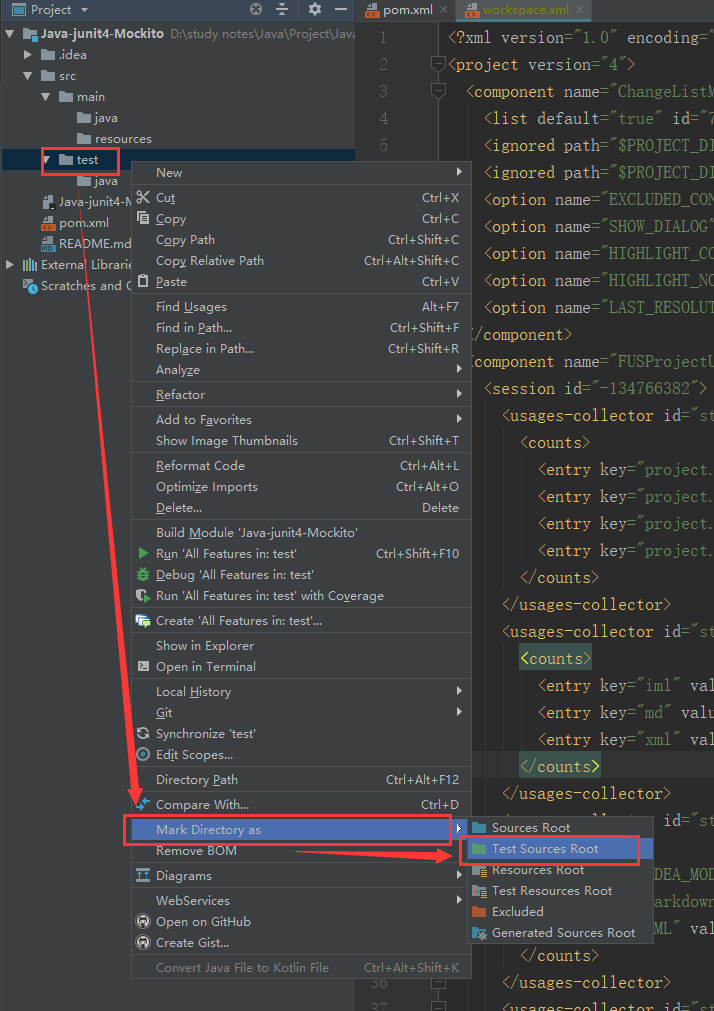 Project
Java-junit4-Mockito D:\study notes\Java\Project\Java
.idea
src
main
java
resources
test
java
Java-junit4-M
pom.xml
README.md
External Librarie
Scratches and C
New
Cut Ctrl+X
Copy Ctrl+C
Copy Path Ctrl+Shift+C
Copy Relative Path Ctrl+Alt+Shift+C
Paste Ctrl+V
Find Usages Alt+F7
Find in Path... Ctrl+Shift+F
Replace in Path... Ctrl+Shift+R
Analyze
Refactor
Add to Favorites
Show Image Thumbnails Ctrl+Shift+T
Reformat Code Ctrl+Alt+L
Optimize Imports Ctrl+Alt+O
Delete... Delete
Build Module 'Java-junit4-Mockito'
Run 'All Features in: test' Ctrl+Shift+F10
Debug 'All Features in: test'
Run 'All Features in: test' with Coverage
Create 'All Features in: test'...
Show in Explorer
Open in Terminal
Local History
Git
Synchronize 'test'
Edit Scopes...
Directory Path Ctrl+Alt+F12
Compare With... Ctrl+D
Mark Directory as
Remove BOM
Diagrams
WebServices
Open on GitHub
Create Gist...
Convert Java File to Kotlin File Ctrl+Alt+Shift+K
Sources Root
Test Sources Root
Resources Root
Test Resources Root
Excluded
Generated Sources Root
pom.xml workspace.xml
1 <?xml version="1.0" encoding="
2 <project version="4">
3 <component name="ChangeListM
4 <list default="true" id="7
5 <ignored path="$PROJECT_DI
<ignored path="$PROJECT_DI
<option name="EXCLUDED_CON
<option name="SHOW_DIALOG"
<option name="HIGHLIGHT_CO
<option name="HIGHLIGHT_NO
<option name="LAST_RESOLUT
/component>
component name="FUSProjectU
<session id="-134766382">
<usages-collector id="st
<counts>
<entry key="project.
<entry key="project.
<entry key="project.
<entry key="project.
</counts>
</usages-collector>
<usages-collector id="st
<counts>
<entry key="iml" val
<entry key="md" valu
<entry key="xml" val
</counts>
</usages-collector>
id="st
DEA_MOD
arkdown
ML" val
</counts>
36 </usages-collector>
37 <usages-collector id="st